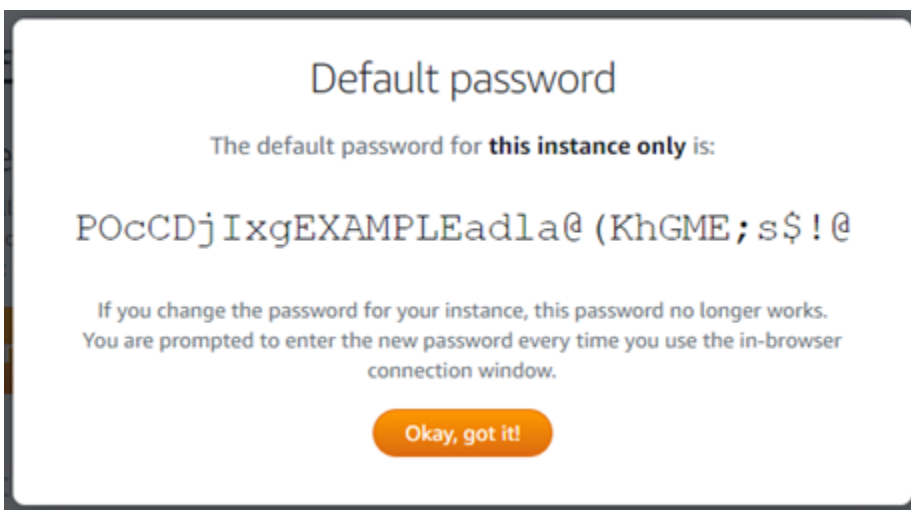 Default password
The default password for this instance only is:
POcCDjIxgEXAMPLEadla@(KhGME;s$!@
If you change the password for your instance, this password no longer works.
You are prompted to enter the new password every time you use the in-browser
connection window.
Okay, got it!